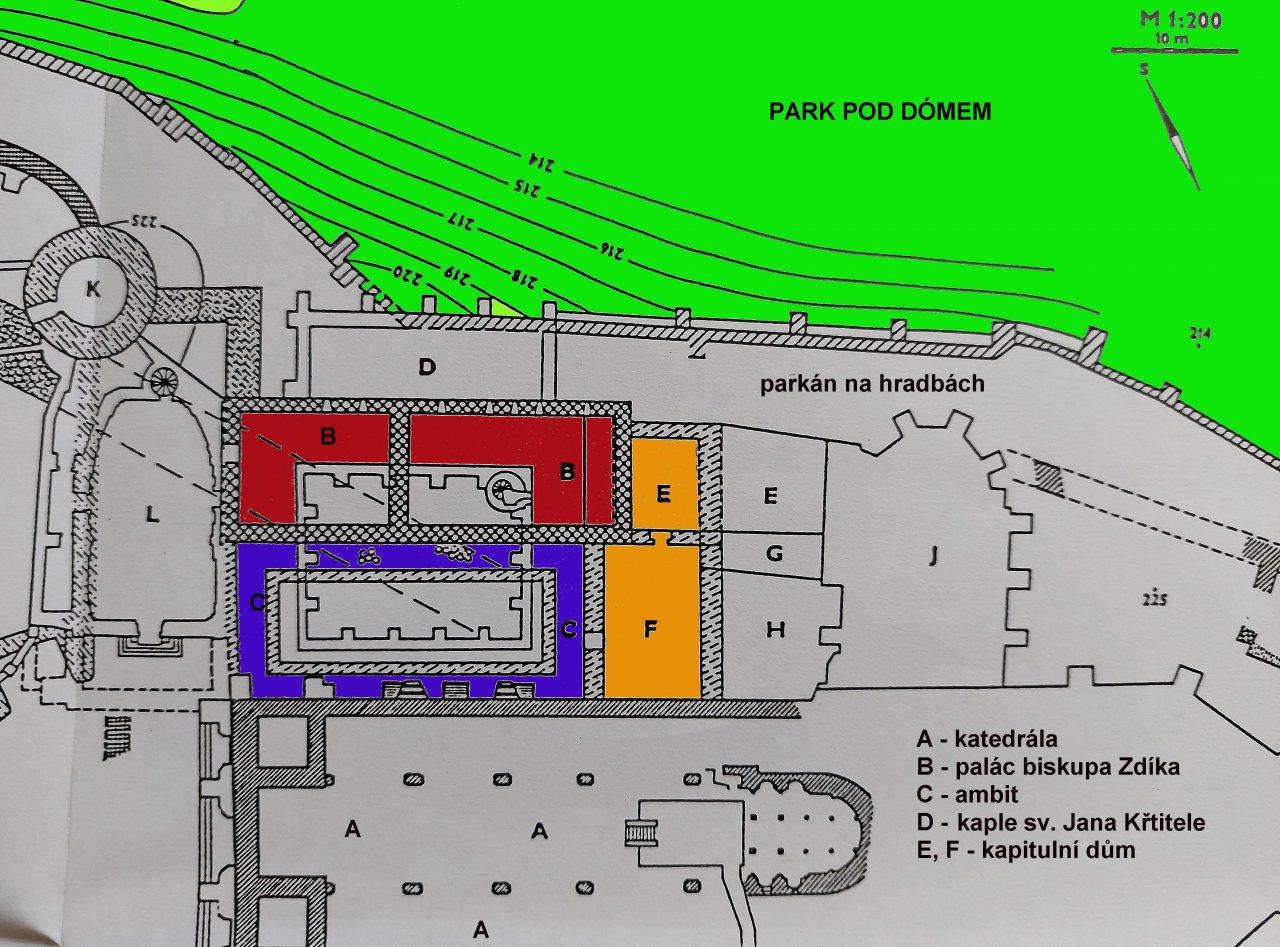 M 1:200
10 m
S
PARK POD DÓMEM
214
215
217
216
225
220
219
218
214
K
D
parkán na hradbách
B
B
E
E
L
G
J
C
C
F
H
225
A - katedrála
B - palác biskupa Zdíka
C - ambit
D - kaple sv. Jana Křtitele
E, F - kapitulní dům
A
A
A